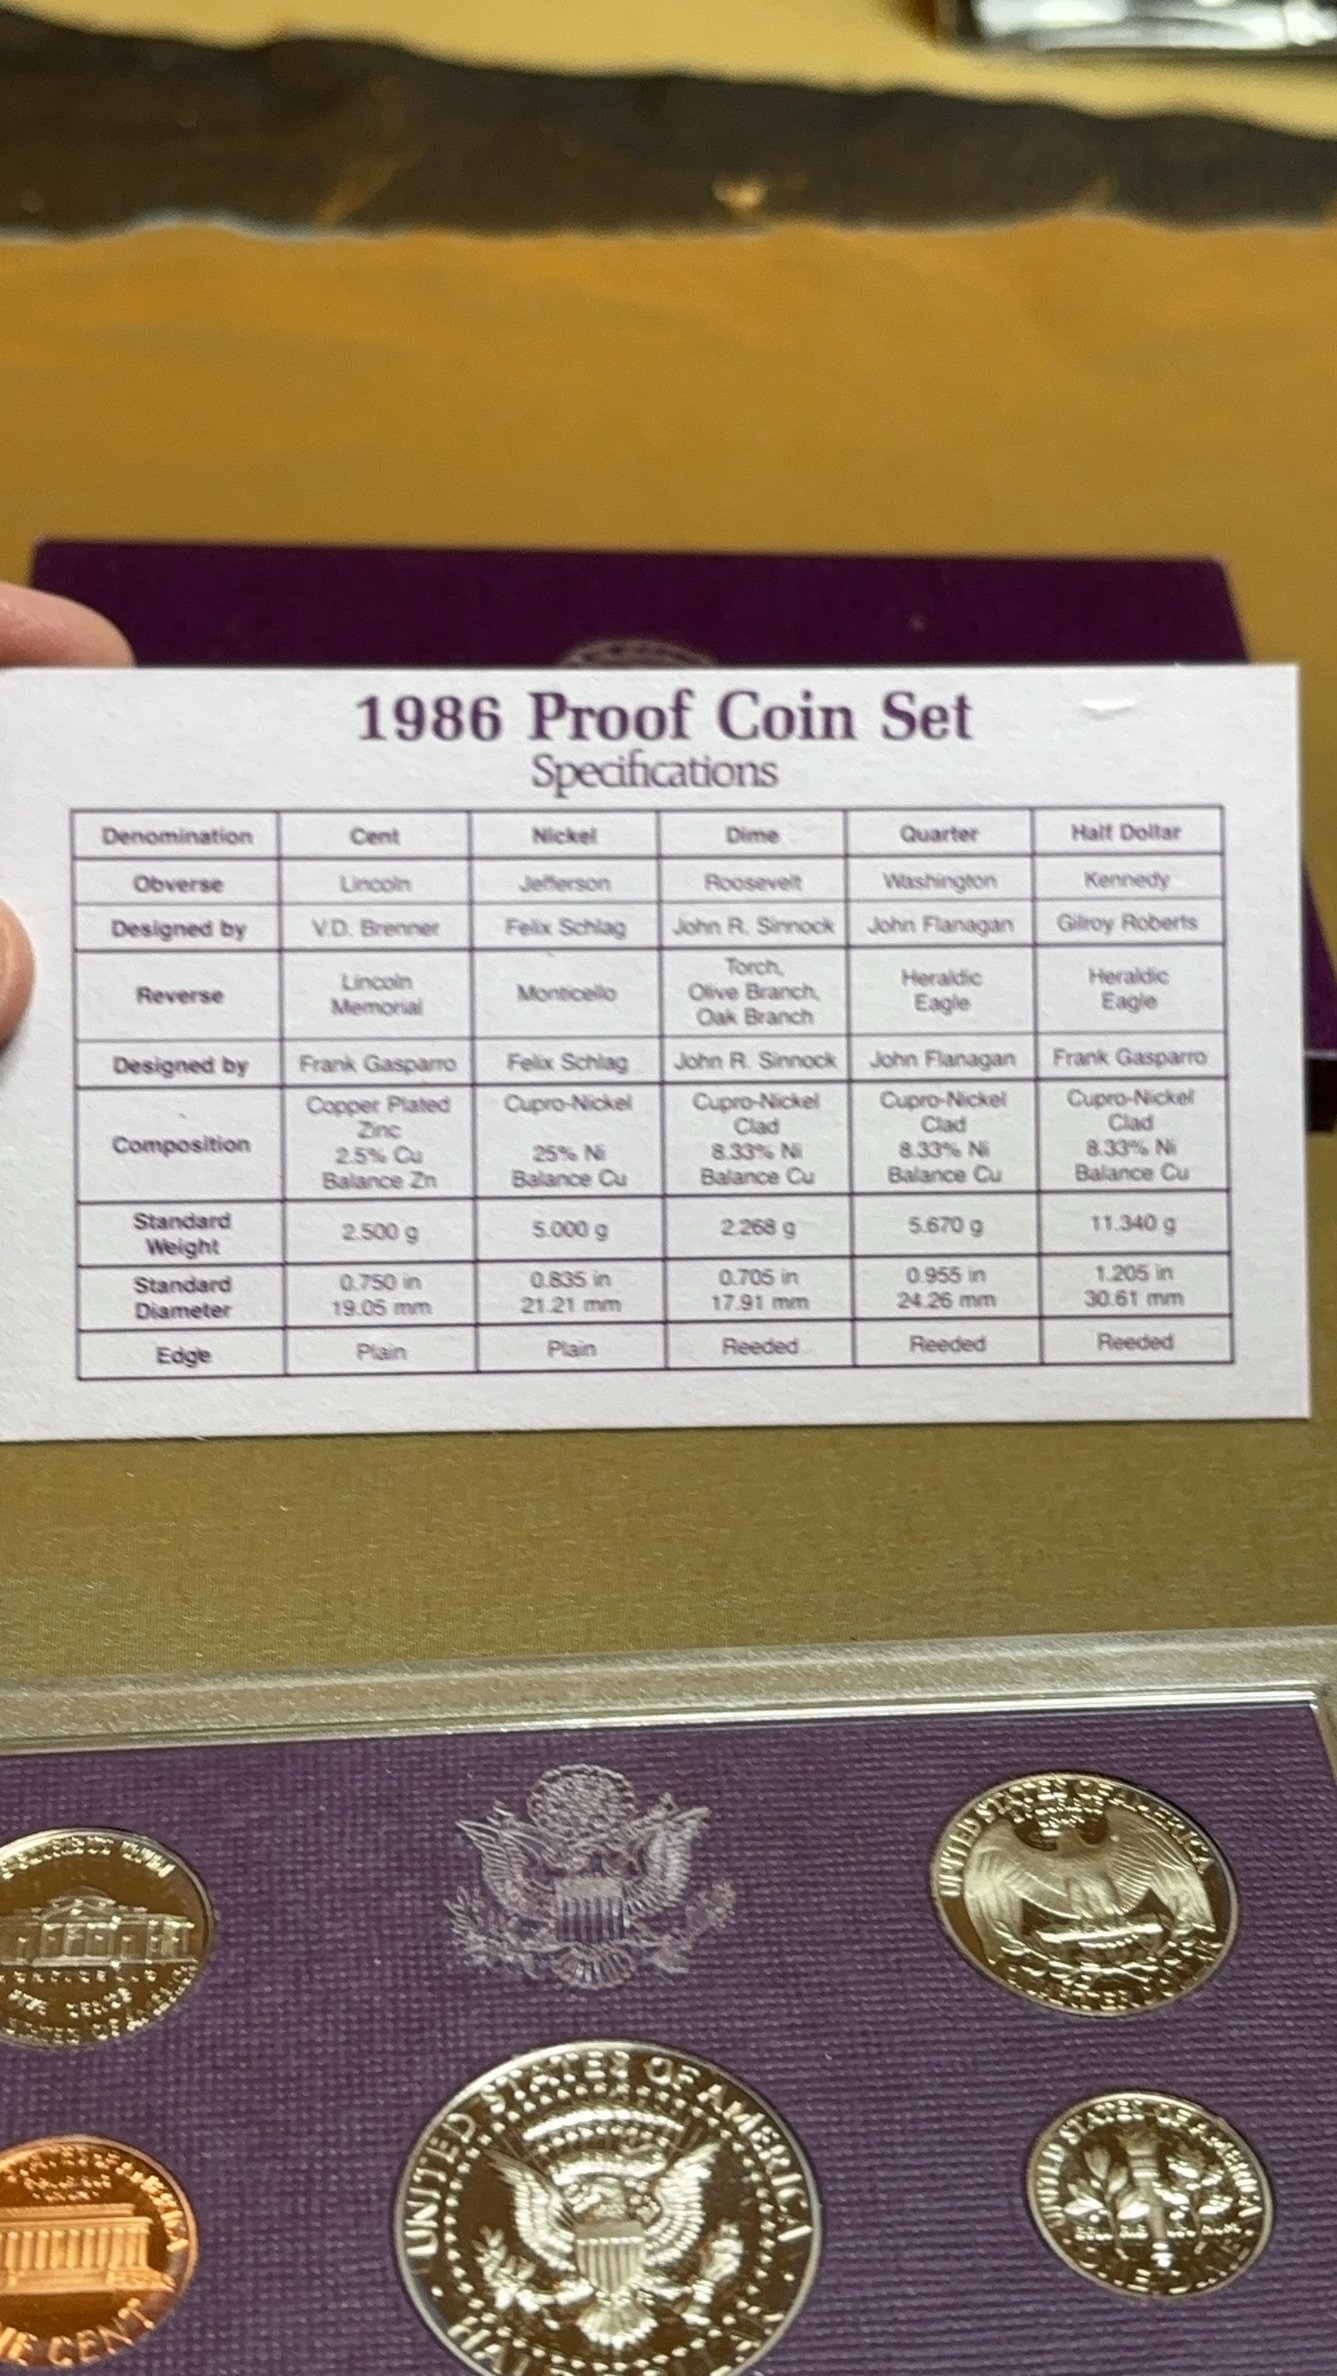 1986 Proof Coin Set
Specifications
Denomination Cent Nickel Dime Quarter Half Dollar
Obverse Lincoln Jefferson Roosevelt Washington Kennedy
Designed by V.D. Brenner Felix Schlag John R. Sinnock John Flanagan Gilroy Roberts
Reverse Lincoln Memorial Monticello Torch, Olive Branch, Oak Branch Heraldic Eagle Heraldic Eagle
Designed by Frank Gasparro Felix Schlag John R. Sinnock John Flanagan Frank Gasparro
Composition Copper Plated Zinc 2.5% Cu Balance Zn Cupro-Nickel 25% Ni Balance Cu Cupro-Nickel Clad 8.33% Ni Balance Cu Cupro-Nickel Clad 8.33% Ni Balance Cu Cupro-Nickel Clad 8.33% Ni Balance Cu
Standard Weight 2.500 g 5.000 g 2.268 g 5.670 g 11.340 g
Standard Diameter 0.750 in 19.05 mm 0.835 in 21.21 mm 0.705 in 17.91 mm 0.955 in 24.26 mm 1.205 in 30.61 mm
Edge Plain Plain Reeded Reeded Reeded
UNITED STATES OF AMERICA
UNITED STATES OF AMERICA
UNITED STATES OF AMERICA
CENT